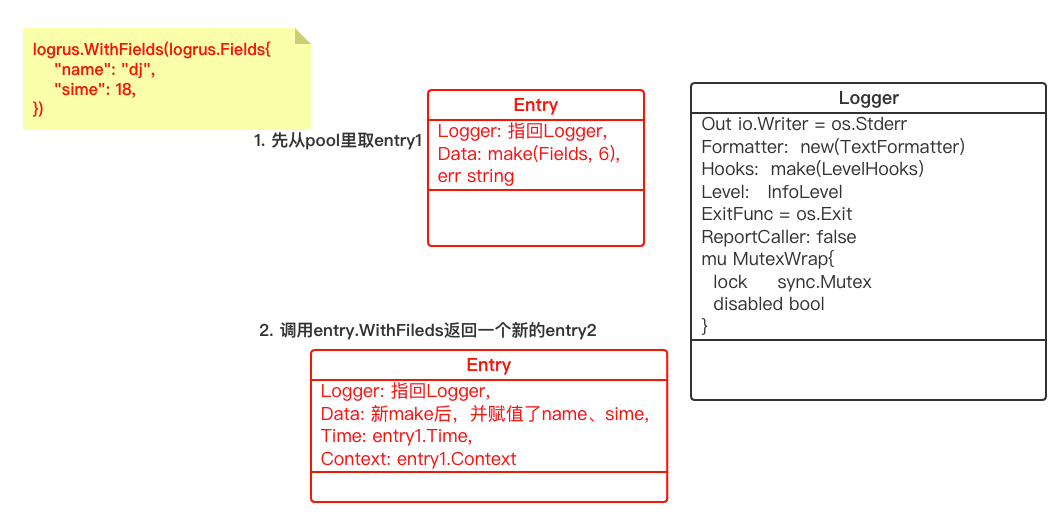 logrus.WithFields(logrus.Fields{
"name": "dj",
"sime": 18,
})
1. 先从pool里取entry1
Entry
Logger: 指回Logger,
Data: make(Fields, 6),
err string
2. 调用entry.WithFileds返回一个新的entry2
Entry
Logger: 指回Logger,
Data: 新make后，并赋值了name、sime,
Time: entry1.Time,
Context: entry1.Context
Logger
Out io.Writer = os.Stderr
Formatter: new(TextFormatter)
Hooks: make(LevelHooks)
Level: InfoLevel
ExitFunc = os.Exit
ReportCaller: false
mu MutexWrap{
lock sync.Mutex
disabled bool
}